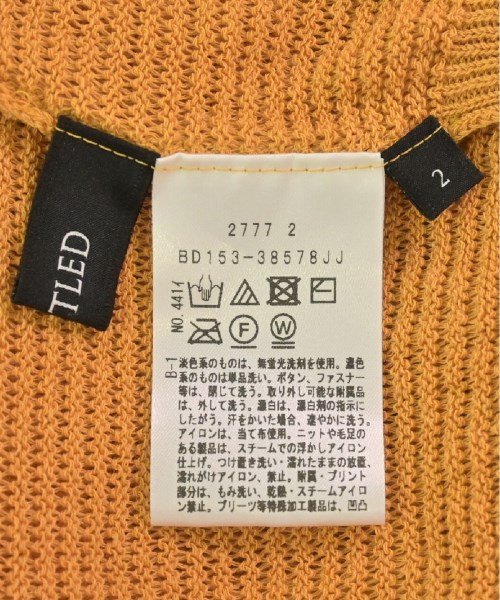 TLED
2
2777 2
BD153-38578JJ
NO. 4414
F
W
B-1
淡色系のものは、無蛍光洗剤を使用。濃色
系のものは単品洗い。ボタン、ファスナー
等は、閉じて洗う。取り外し可能な附属品
は、外して洗う。漂白は、漂白剤の指示に
したがう。汗をかいた場合、速やかに洗う。
アイロンは、当て布使用。ニットや毛足の
ある製品は、スチームでの浮かしアイロン
仕上げ。つけ置き洗い・濡れたままの放置、
濡れがけアイロン、禁止。附属・プリント
部分は、もみ洗い、乾燥・スチームアイロ
ン禁止。プリーツ等特殊加工製品は、凹凸